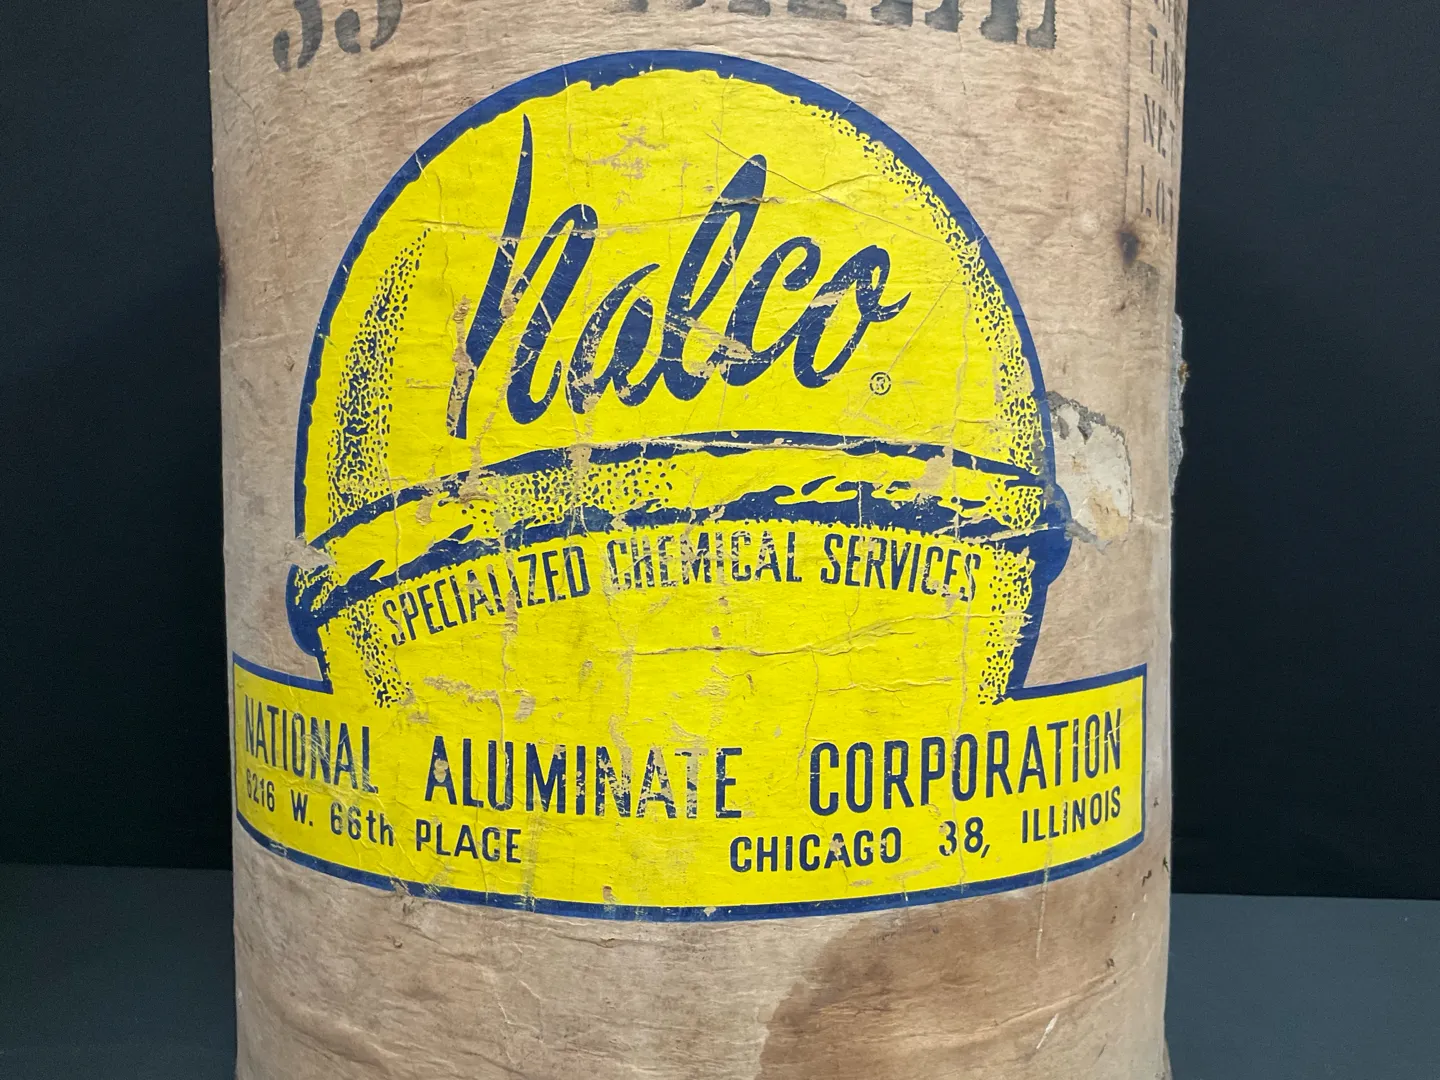 Nalco
®
SPECIALIZED CHEMICAL SERVICES
NATIONAL ALUMINATE CORPORATION
6216 W. 66th PLACE CHICAGO 38, ILLINOIS